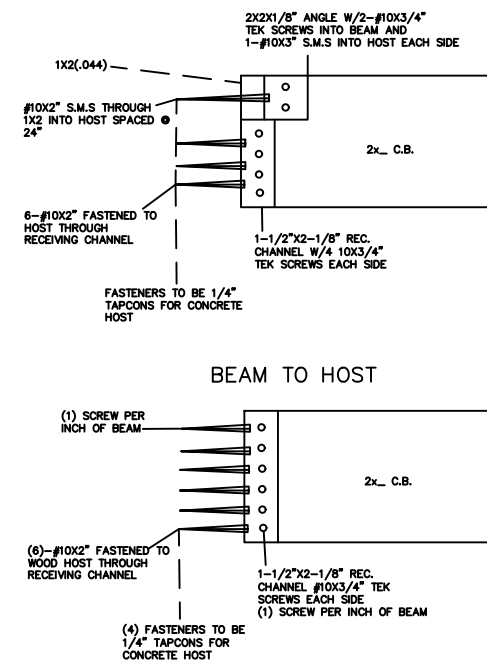 2X2X1/8" ANGLE W/2-#10X3/4"
TEK SCREWS INTO BEAM AND
1-#10X3" S.M.S INTO HOST EACH SIDE
1X2(.044)
#10X2" S.M.S THROUGH
1X2 INTO HOST SPACED @
24"
2x_ C.B.
6-#10X2" FASTENED TO
HOST THROUGH
RECEIVING CHANNEL
1-1/2"X2-1/8" REC.
CHANNEL W/4 10X3/4"
TEK SCREWS EACH SIDE
FASTENERS TO BE 1/4"
TAPCONS FOR CONCRETE
HOST
BEAM TO HOST
(1) SCREW PER
INCH OF BEAM
2x_ C.B.
(6)-#10X2" FASTENED TO
WOOD HOST THROUGH
RECEIVING CHANNEL
1-1/2"X2-1/8" REC.
CHANNEL #10X3/4" TEK
SCREWS EACH SIDE
(1) SCREW PER INCH OF BEAM
(4) FASTENERS TO BE
1/4" TAPCONS FOR
CONCRETE HOST